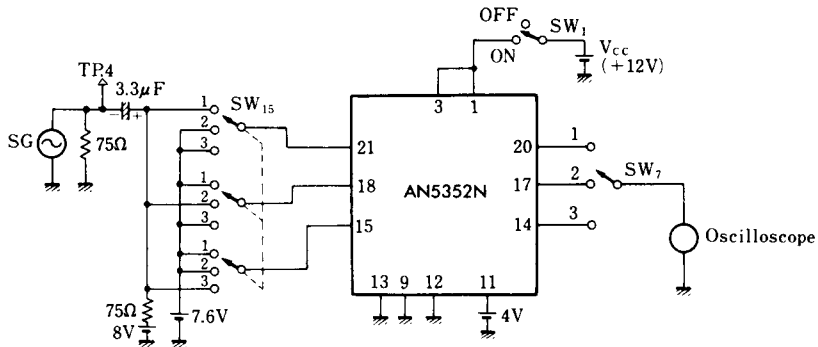 OFF
SW1
ON
VCC
(+12V)
TP.4
3.3μF
− +
1
SW15
2
3
SG
75Ω
1
2
3
1
2
3
75Ω
8V
7.6V
3
1
21
18
15
AN5352N
20
17
14
13
9
12
11
4V
1
2
3
SW7
Oscilloscope